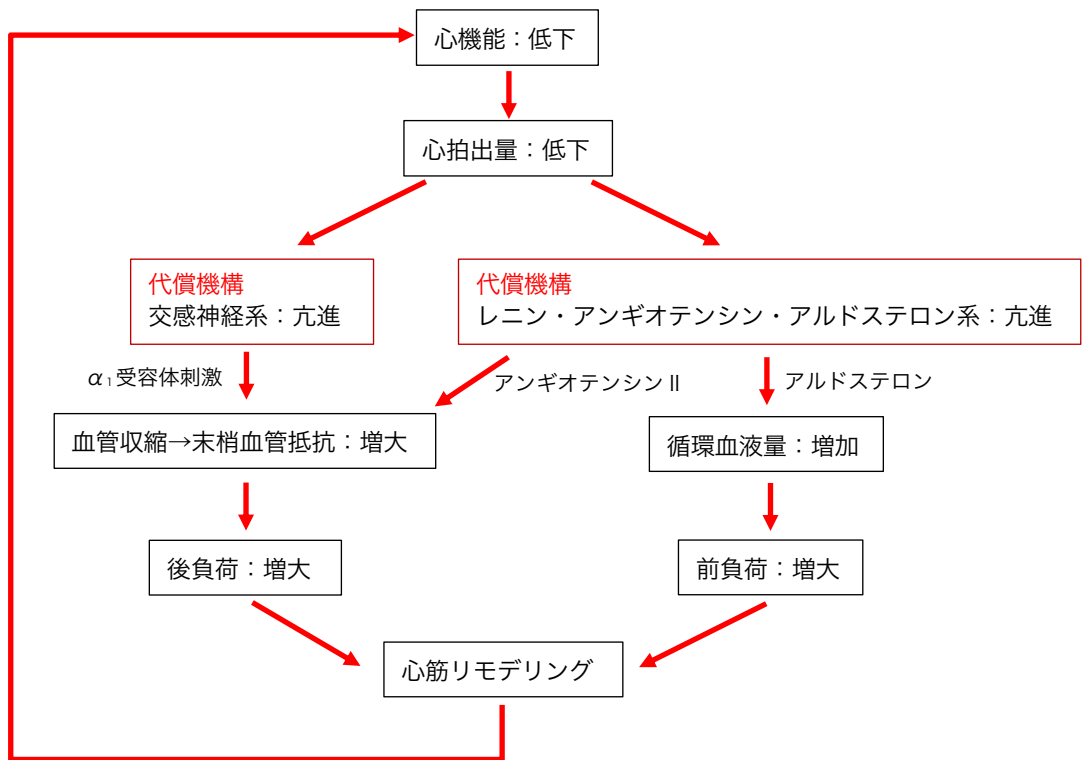 心機能：低下
心拍出量：低下
代償機構
交感神経系：亢進
代償機構
レニン・アンギオテンシン・アルドステロン系：亢進
α₁受容体刺激
アンギオテンシンⅡ
アルドステロン
血管収縮→末梢血管抵抗：増大
循環血液量：増加
後負荷：増大
前負荷：増大
心筋リモデリング